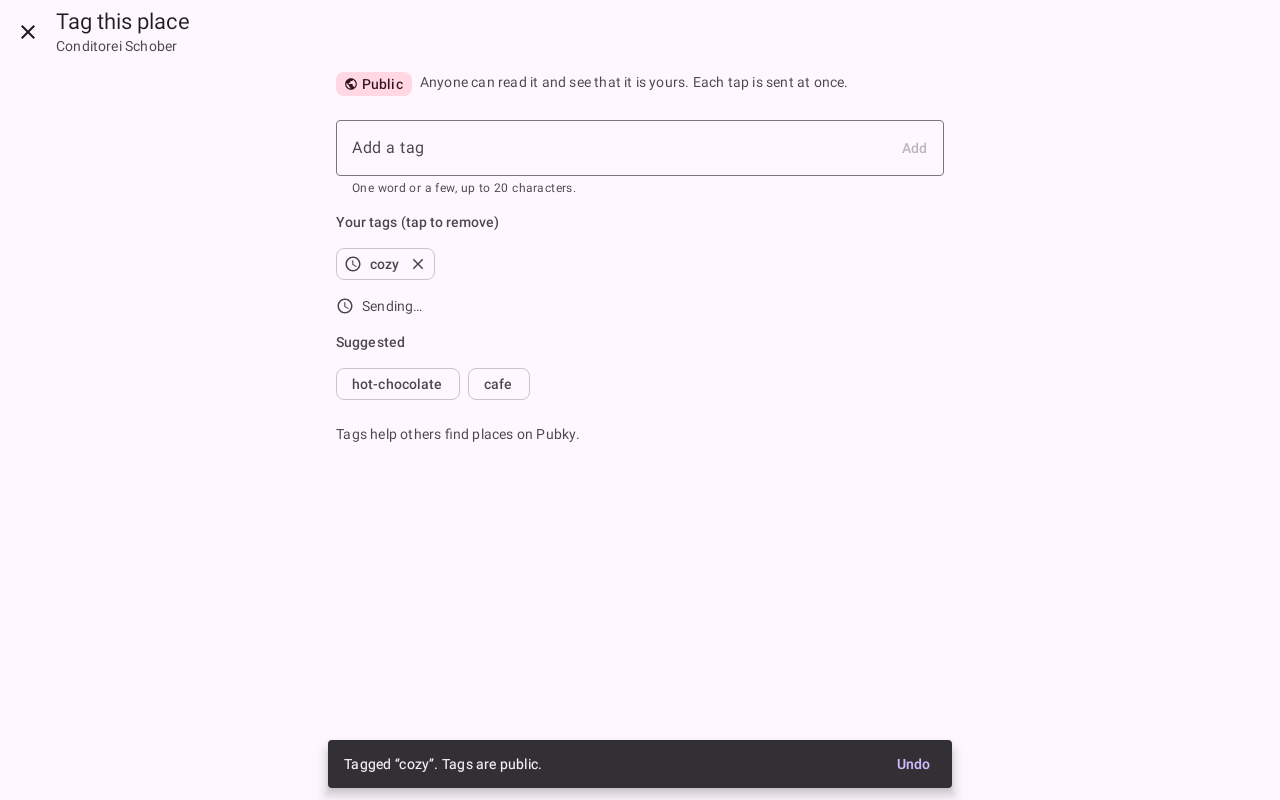 Tag this place
Conditorei Schober
Public Anyone can read it and see that it is yours. Each tap is sent at once.
Add a tag Add
One word or a few, up to 20 characters.
Your tags (tap to remove)
cozy
Sending…
Suggested
hot-chocolate cafe
Tags help others find places on Pubky.
Tagged “cozy”. Tags are public. Undo